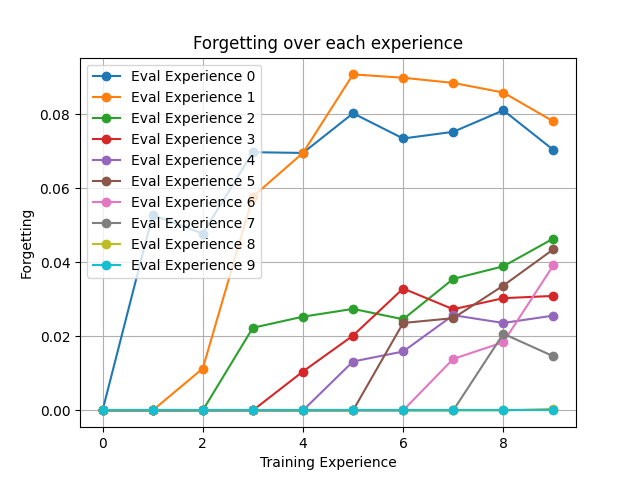 Forgetting over each experience
Eval Experience 0
Eval Experience 1
Eval Experience 2
Eval Experience 3
Eval Experience 4
Eval Experience 5
Eval Experience 6
Eval Experience 7
Eval Experience 8
Eval Experience 9
Forgetting
0.08
0.06
0.04
0.02
0.00
0 2 4 6 8
Training Experience